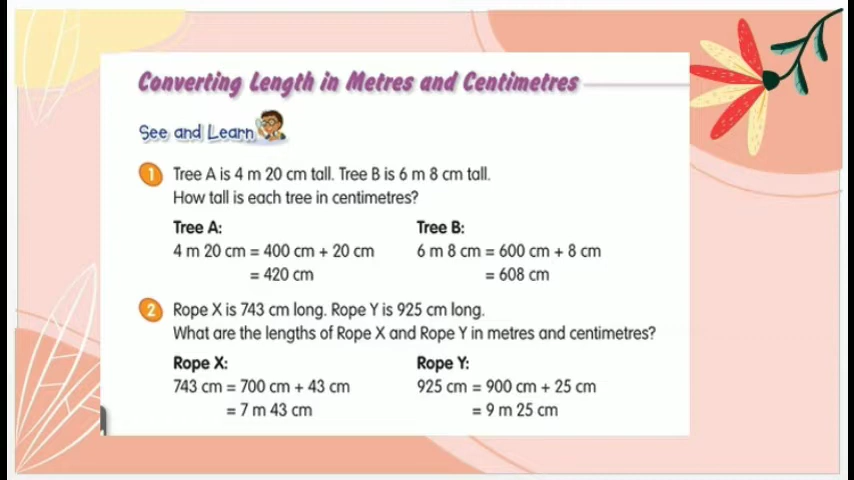 Converting Length in Metres and Centimetres
See and Learn
1 Tree A is 4 m 20 cm tall. Tree B is 6 m 8 cm tall.
How tall is each tree in centimetres?
Tree A:
4 m 20 cm = 400 cm + 20 cm
= 420 cm
Tree B:
6 m 8 cm = 600 cm + 8 cm
= 608 cm
2 Rope X is 743 cm long. Rope Y is 925 cm long.
What are the lengths of Rope X and Rope Y in metres and centimetres?
Rope X:
743 cm = 700 cm + 43 cm
= 7 m 43 cm
Rope Y:
925 cm = 900 cm + 25 cm
= 9 m 25 cm